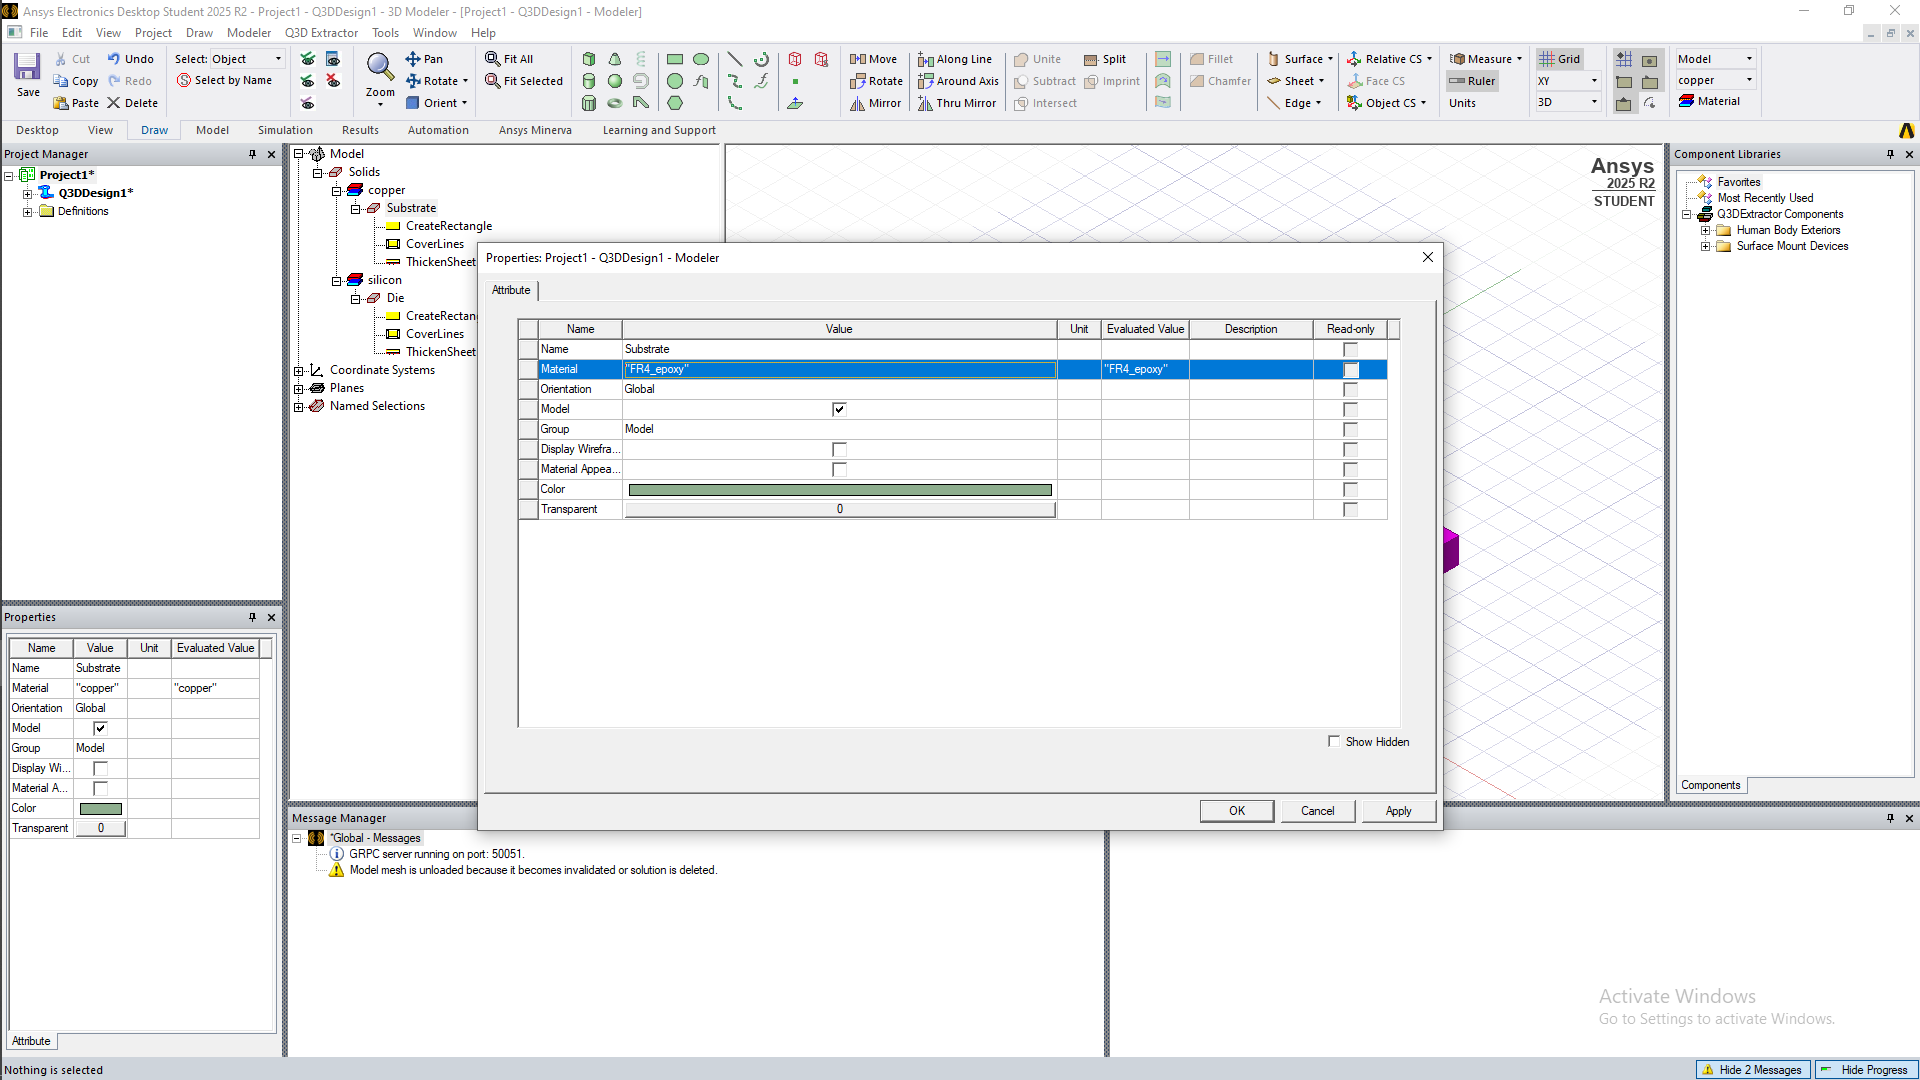 Ansys Electronics Desktop Student 2025 R2 - Project1 - Q3DDesign1 - 3D Modeler - [Project1 - Q3DDesign1 - Modeler]
File Edit View Project Draw Modeler Q3D Extractor Tools Window Help
Save
Cut
Copy
Paste
Undo
Redo
Delete
Select: Object
Select by Name
Zoom
Pan
Rotate
Orient
Fit All
Fit Selected
Move
Rotate
Mirror
Along Line
Around Axis
Thru Mirror
Unite
Subtract
Intersect
Split
Imprint
Fillet
Chamfer
Surface
Sheet
Edge
Relative CS
Face CS
Object CS
Measure
Ruler
Units
Grid
XY
3D
Model
copper
Material
Desktop View Draw Model Simulation Results Automation Ansys Minerva Learning and Support
Project Manager
Project1*
Q3DDesign1*
Definitions
Model
Solids
copper
Substrate
CreateRectangle
CoverLines
ThickenSheet
silicon
Die
CreateRectan
CoverLines
ThickenSheet
Coordinate Systems
Planes
Named Selections
Ansys
2025 R2
STUDENT
Component Libraries
Favorites
Most Recently Used
Q3DExtractor Components
Human Body Exteriors
Surface Mount Devices
Components
Properties: Project1 - Q3DDesign1 - Modeler
Attribute
Name Value Unit Evaluated Value Description Read-only
Name Substrate
Material "FR4_epoxy" "FR4_epoxy"
Orientation Global
Model
Group Model
Display Wirefra...
Material Appea...
Color
Transparent 0
Show Hidden
OK Cancel Apply
Properties
Name Value Unit Evaluated Value
Name Substrate
Material "copper" "copper"
Orientation Global
Model
Group Model
Display Wi...
Material A...
Color
Transparent 0
Attribute
Message Manager
*Global - Messages
GRPC server running on port: 50051.
Model mesh is unloaded because it becomes invalidated or solution is deleted.
Activate Windows
Go to Settings to activate Windows.
Nothing is selected
Hide 2 Messages
Hide Progress